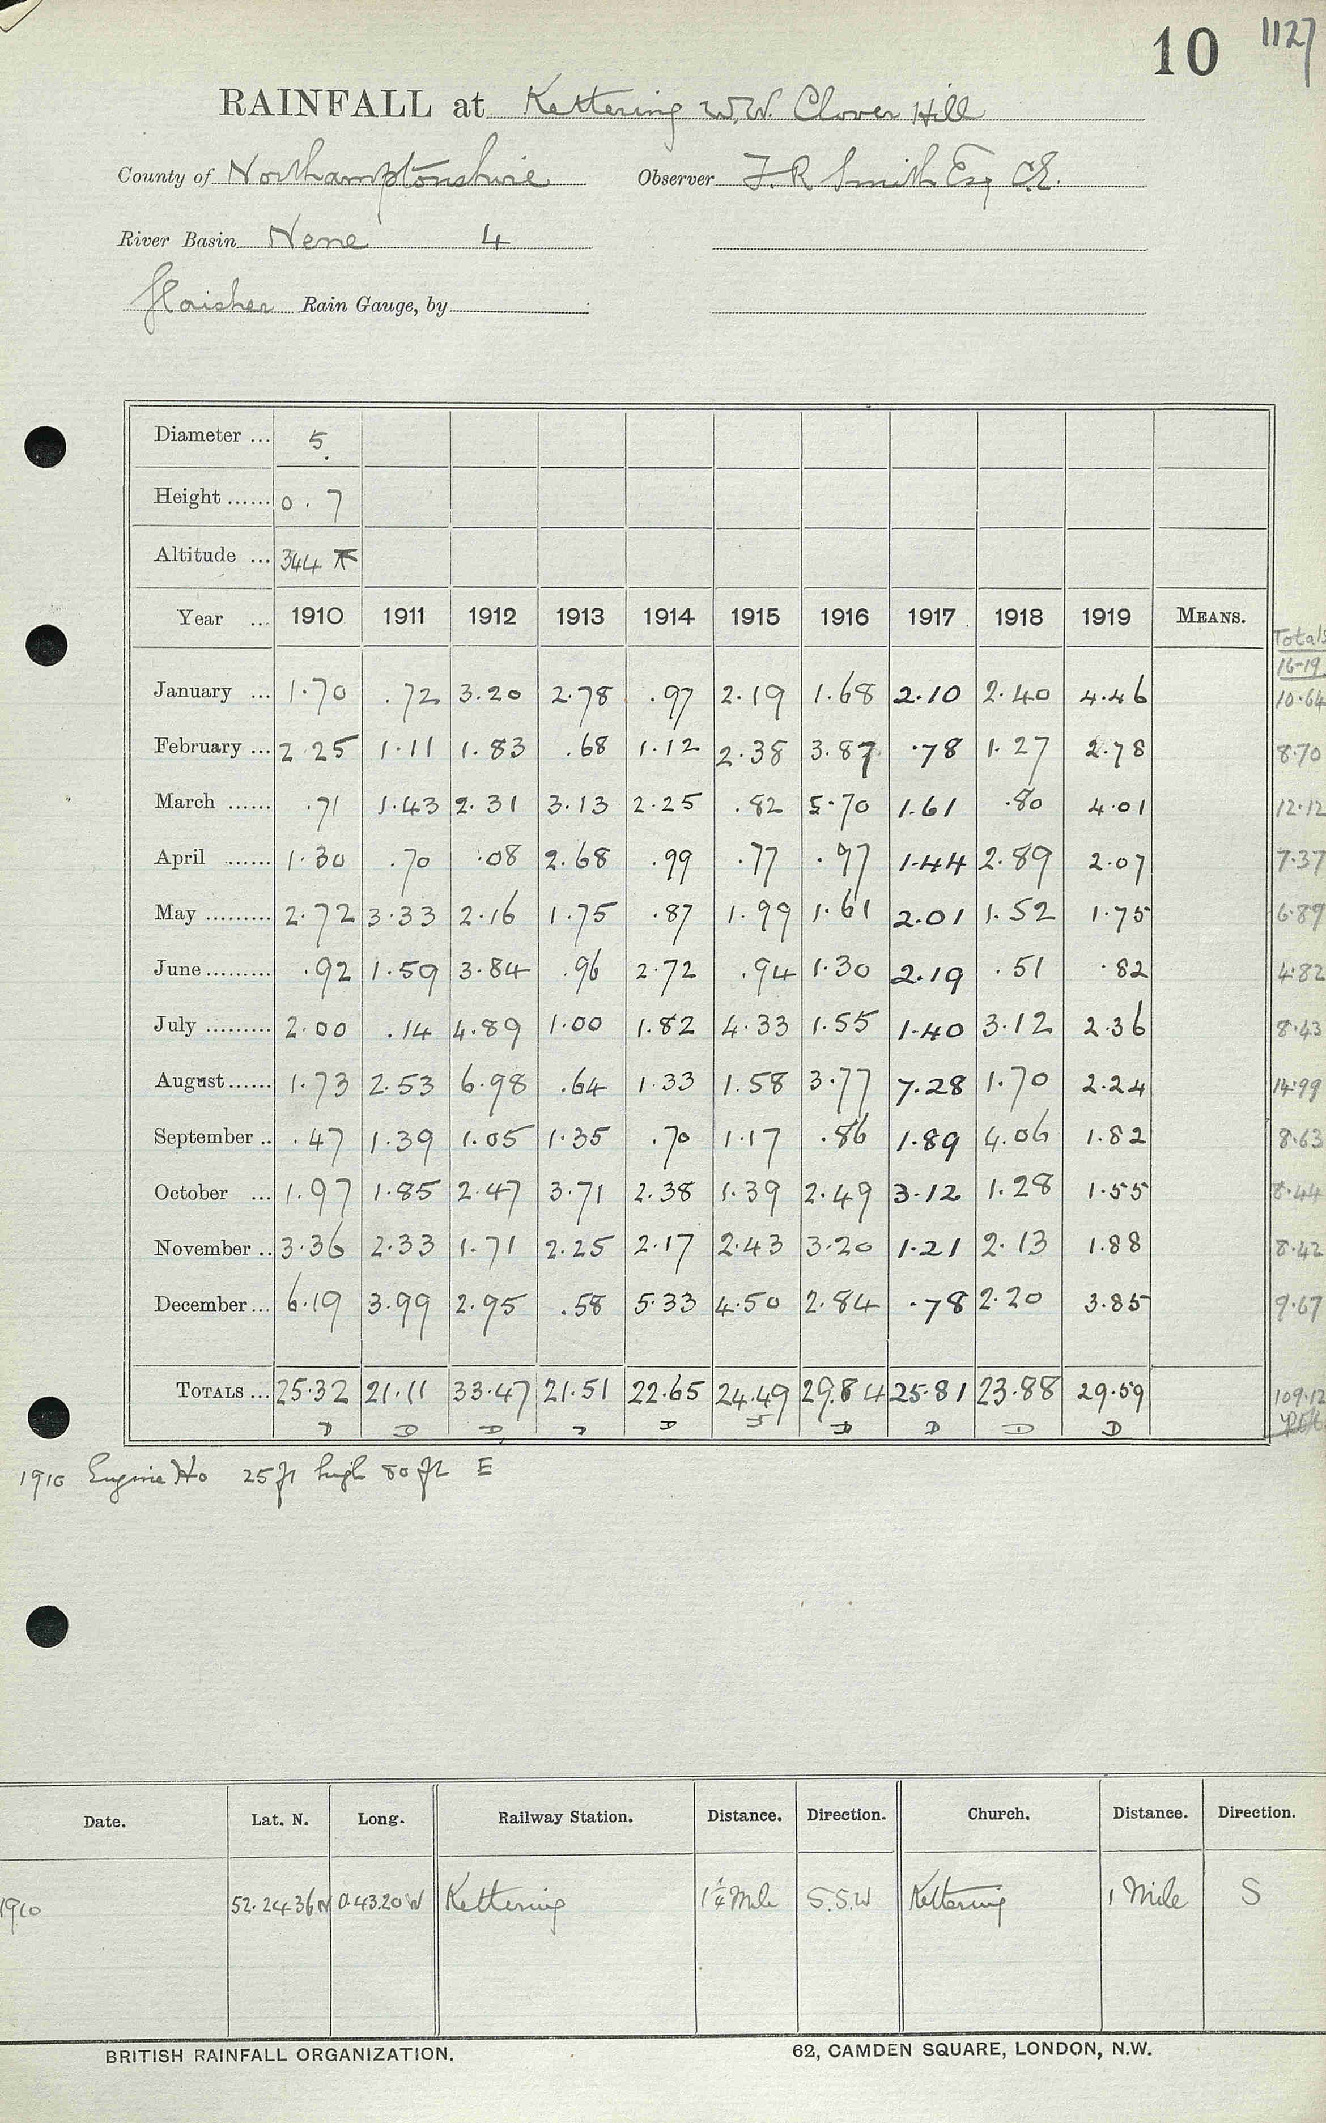 10 1127
RAINFALL at Kettering W.W. Clover Hill
County of Northamptonshire Observer F. R Smith Esq C.E.
River Basin Nene 4
Glaisher Rain Gauge, by
Diameter ... 5
Height ...... 0.7
Altitude ... 344
Year ... 1910 1911 1912 1913 1914 1915 1916 1917 1918 1919 MEANS. Totals
16-19
January ... 1.70 .72 3.20 2.78 .97 2.19 1.68 2.10 2.40 4.46 10.64
February ... 2.25 1.11 1.83 .68 1.12 2.38 3.87 .78 1.27 2.78 8.70
March ...... .71 1.43 2.31 3.13 2.25 .82 5.70 1.61 .80 4.01 12.12
April ...... 1.30 .70 .08 2.68 .99 .77 .97 1.44 2.89 2.07 7.37
May ......... 2.72 3.33 2.16 1.75 .87 1.99 1.61 2.01 1.52 1.75 6.89
June ......... .92 1.59 3.84 .96 2.72 .94 1.30 2.19 .51 .82 4.82
July ......... 2.00 .14 4.89 1.00 1.82 4.33 1.55 1.40 3.12 2.36 8.43
August ...... 1.73 2.53 6.98 .64 1.33 1.58 3.77 7.28 1.70 2.24 14.99
September .. .47 1.39 1.05 1.35 .70 1.17 .86 1.89 4.06 1.82 8.63
October ... 1.97 1.85 2.47 3.71 2.38 1.39 2.49 3.12 1.28 1.55 8.44
November .. 3.36 2.33 1.71 2.25 2.17 2.43 3.20 1.21 2.13 1.88 8.42
December ... 6.19 3.99 2.95 .58 5.33 4.50 2.84 .78 2.20 3.85 9.67
TOTALS ... 25.32 21.11 33.47 21.51 22.65 24.49 29.84 25.81 23.88 29.59 109.12
D D D D D D D D D
1910 Engine Ho 25 ft high 80 ft E
Date. Lat. N. Long. Railway Station. Distance. Direction. Church. Distance. Direction.
1910 52.24.36 N 0.43.20 W Kettering 1¼ Mile S.S.W Kettering 1 Mile S
BRITISH RAINFALL ORGANIZATION. 62, CAMDEN SQUARE, LONDON, N.W.